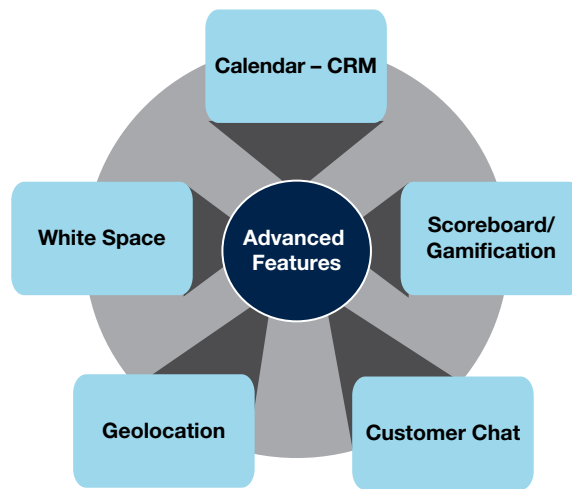 Calendar – CRM
White Space
Advanced
Features
Scoreboard/
Gamification
Geolocation
Customer Chat